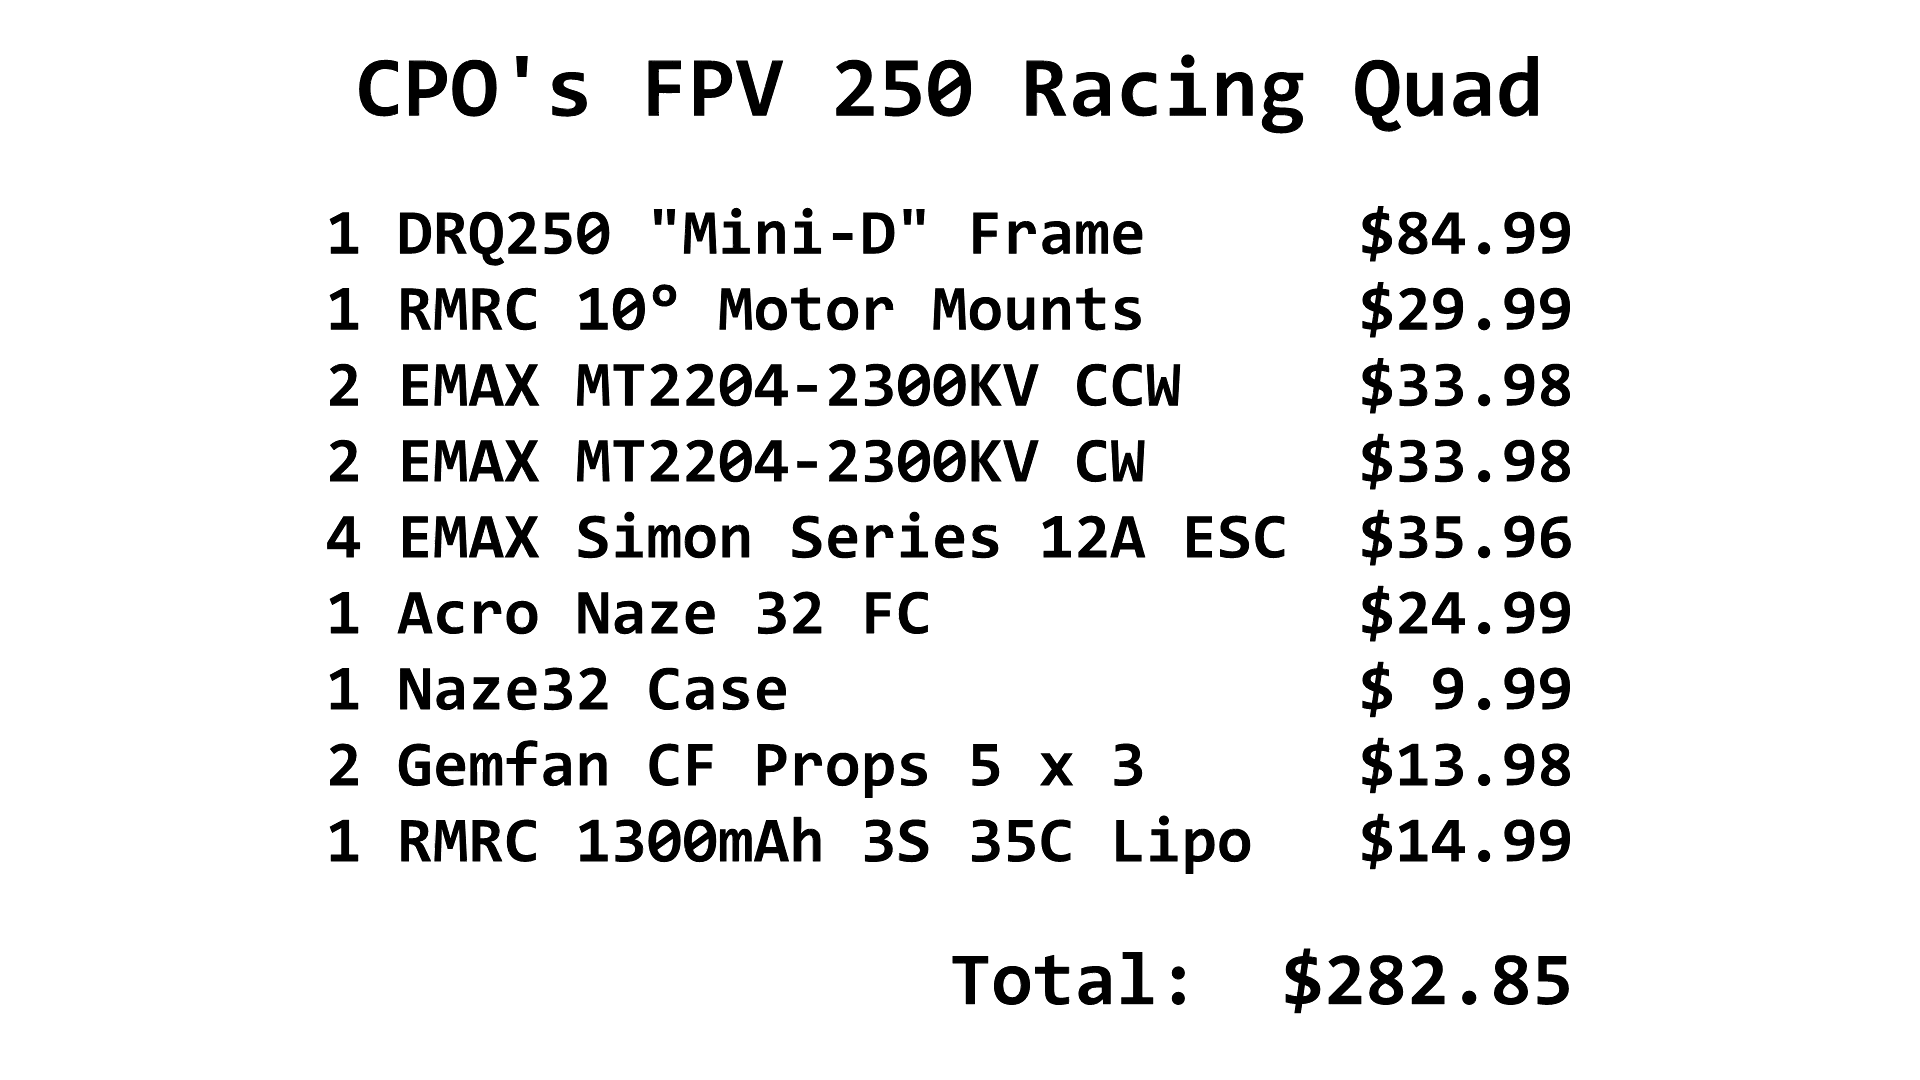 CPO's FPV 250 Racing Quad
1 DRQ250 "Mini-D" Frame $84.99
1 RMRC 10° Motor Mounts $29.99
2 EMAX MT2204-2300KV CCW $33.98
2 EMAX MT2204-2300KV CW $33.98
4 EMAX Simon Series 12A ESC $35.96
1 Acro Naze 32 FC $24.99
1 Naze32 Case $ 9.99
2 Gemfan CF Props 5 x 3 $13.98
1 RMRC 1300mAh 3S 35C Lipo $14.99
Total: $282.85